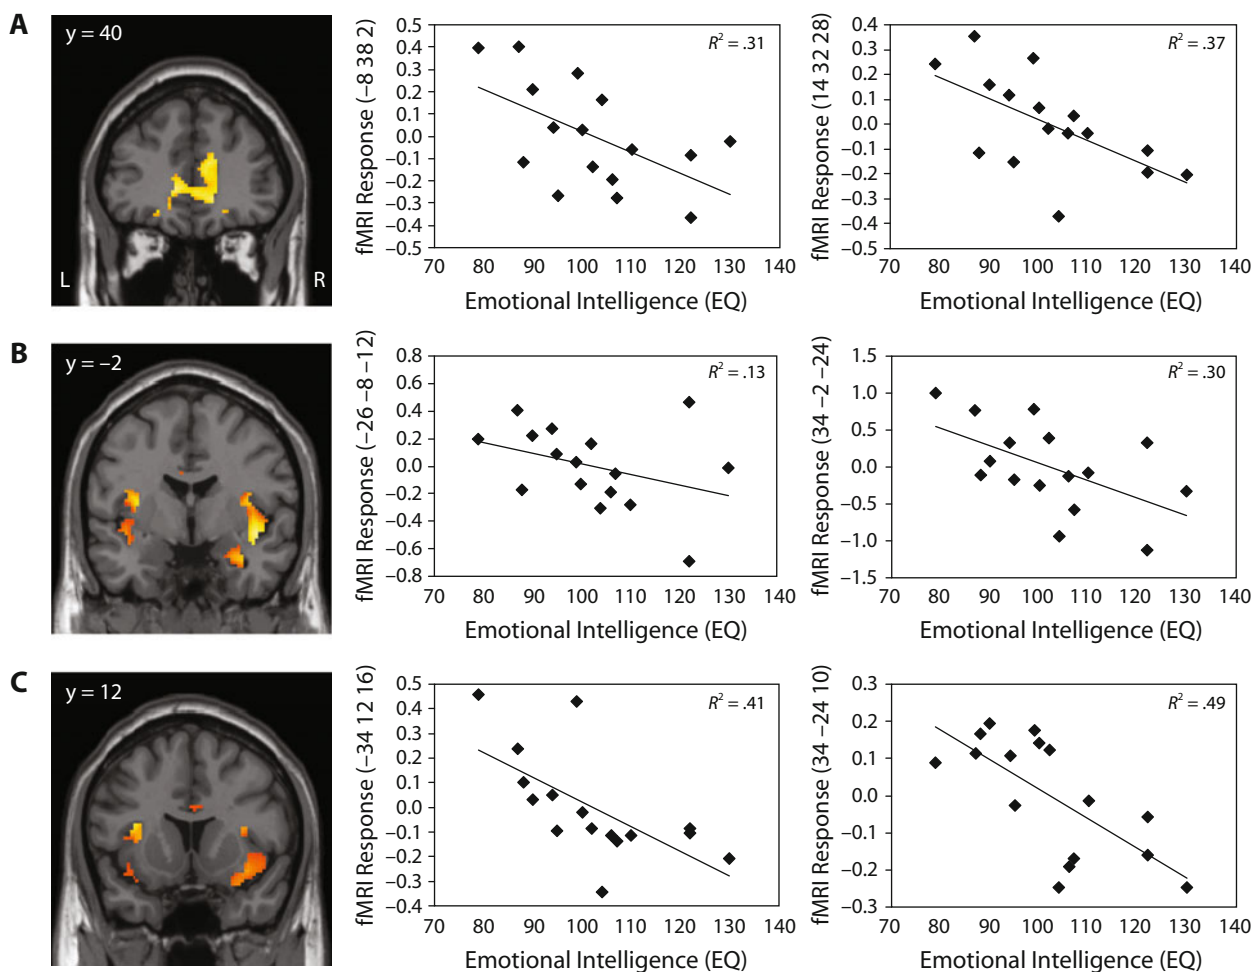 A
y = 40
L
R
fMRI Response (–8 38 2)
0.5
0.4
0.3
0.2
0.1
0.0
–0.1
–0.2
–0.3
–0.4
–0.5
R² = .31
70 80 90 100 110 120 130 140
Emotional Intelligence (EQ)
fMRI Response (14 32 28)
0.4
0.3
0.2
0.1
0.0
–0.1
–0.2
–0.3
–0.4
–0.5
R² = .37
70 80 90 100 110 120 130 140
Emotional Intelligence (EQ)
B
y = –2
fMRI Response (–26 –8 –12)
0.8
0.6
0.4
0.2
0.0
–0.2
–0.4
–0.6
–0.8
R² = .13
70 80 90 100 110 120 130 140
Emotional Intelligence (EQ)
fMRI Response (34 –2 –24)
1.5
1.0
0.5
0.0
–0.5
–1.0
–1.5
R² = .30
70 80 90 100 110 120 130 140
Emotional Intelligence (EQ)
C
y = 12
fMRI Response (–34 12 16)
0.5
0.4
0.3
0.2
0.1
0.0
–0.1
–0.2
–0.3
–0.4
R² = .41
70 80 90 100 110 120 130 140
Emotional Intelligence (EQ)
fMRI Response (34 –24 10)
0.3
0.2
0.1
0.0
–0.1
–0.2
–0.3
R² = .49
70 80 90 100 110 120 130 140
Emotional Intelligence (EQ)